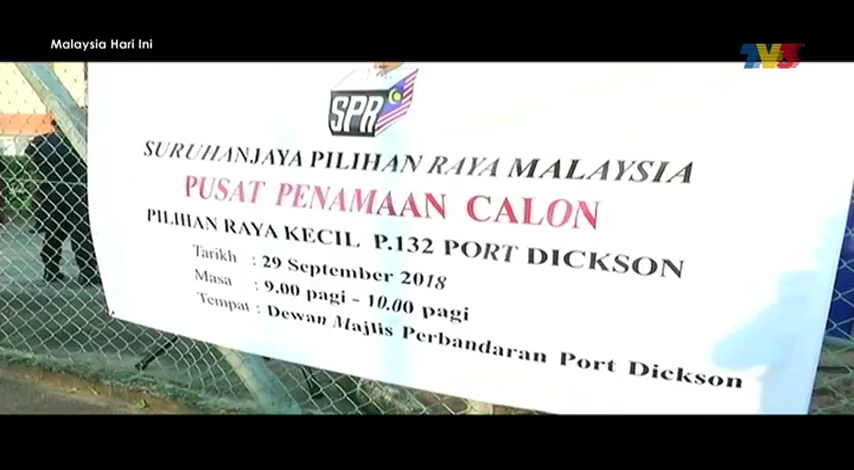 Malaysia Hari Ini
TV3
SPR
SURUHANJAYA PILIHAN RAYA MALAYSIA
PUSAT PENAMAAN CALON
PILIHAN RAYA KECIL P.132 PORT DICKSON
Tarikh : 29 September 2018
Masa : 9.00 pagi - 10.00 pagi
Tempat : Dewan Majlis Perbandaran Port Dickson